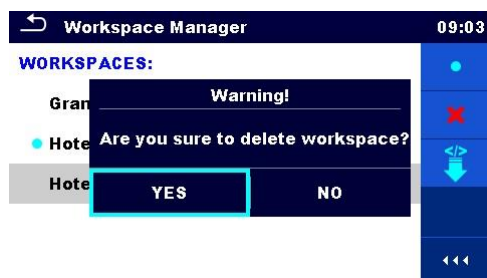 Workspace Manager 09:03
WORKSPACES:
Gran
Warning!
Hote
Are you sure to delete workspace?
</>
Hote
YES NO